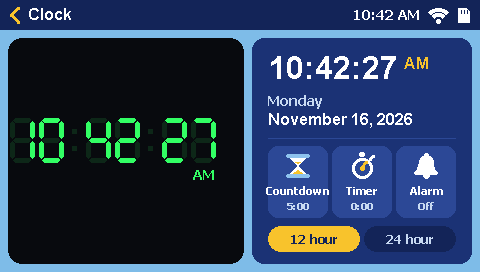 Clock
10:42 AM
10 42 27
AM
10:42:27 AM
Monday
November 16, 2026
Countdown
5:00
Timer
0:00
Alarm
Off
12 hour
24 hour